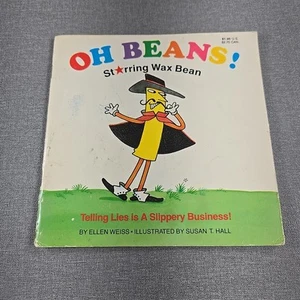 OH BEANS!
St★rring Wax Bean
Telling Lies Is A Slippery Business!
BY ELLEN WEISS • ILLUSTRATED BY SUSAN T. HALL